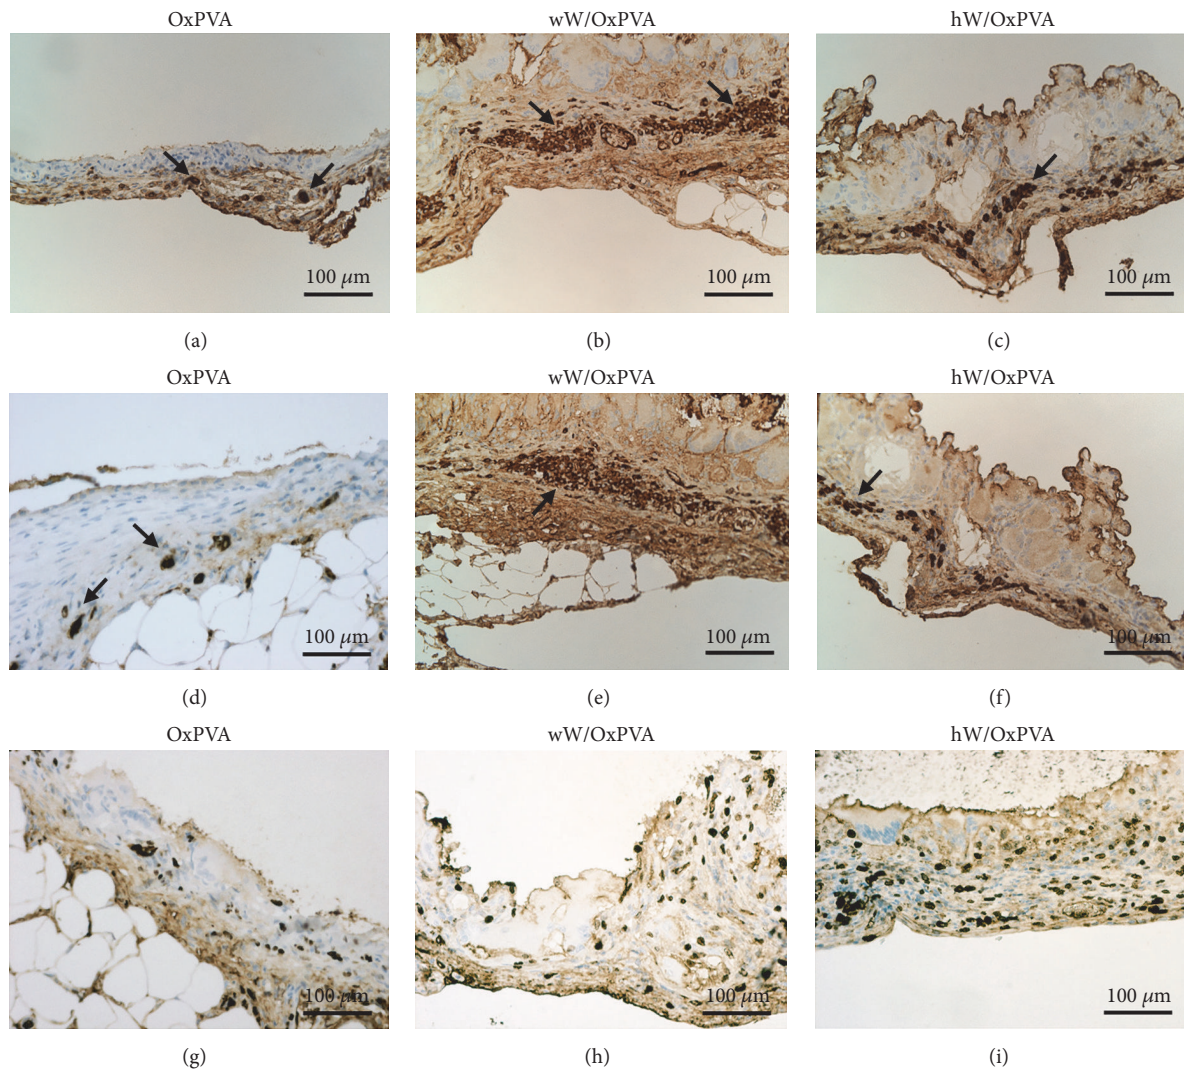 OxPVA
wW/OxPVA
hW/OxPVA
100 μm
100 μm
100 μm
(a)
(b)
(c)
OxPVA
wW/OxPVA
hW/OxPVA
100 μm
100 μm
100 μm
(d)
(e)
(f)
OxPVA
wW/OxPVA
hW/OxPVA
100 μm
100 μm
100 μm
(g)
(h)
(i)